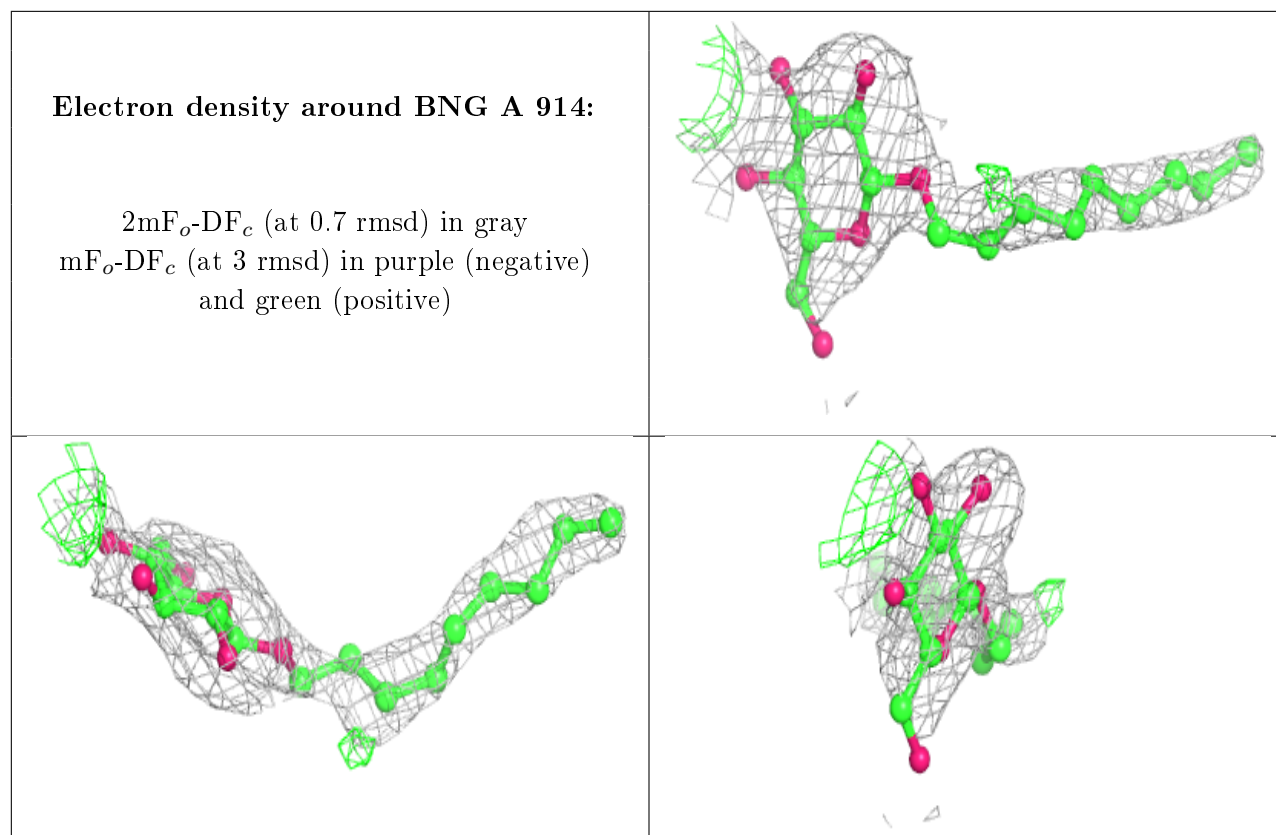 Electron density around BNG A 914:
2mFₒ-DF𝒸 (at 0.7 rmsd) in gray
mFₒ-DF𝒸 (at 3 rmsd) in purple (negative)
and green (positive)